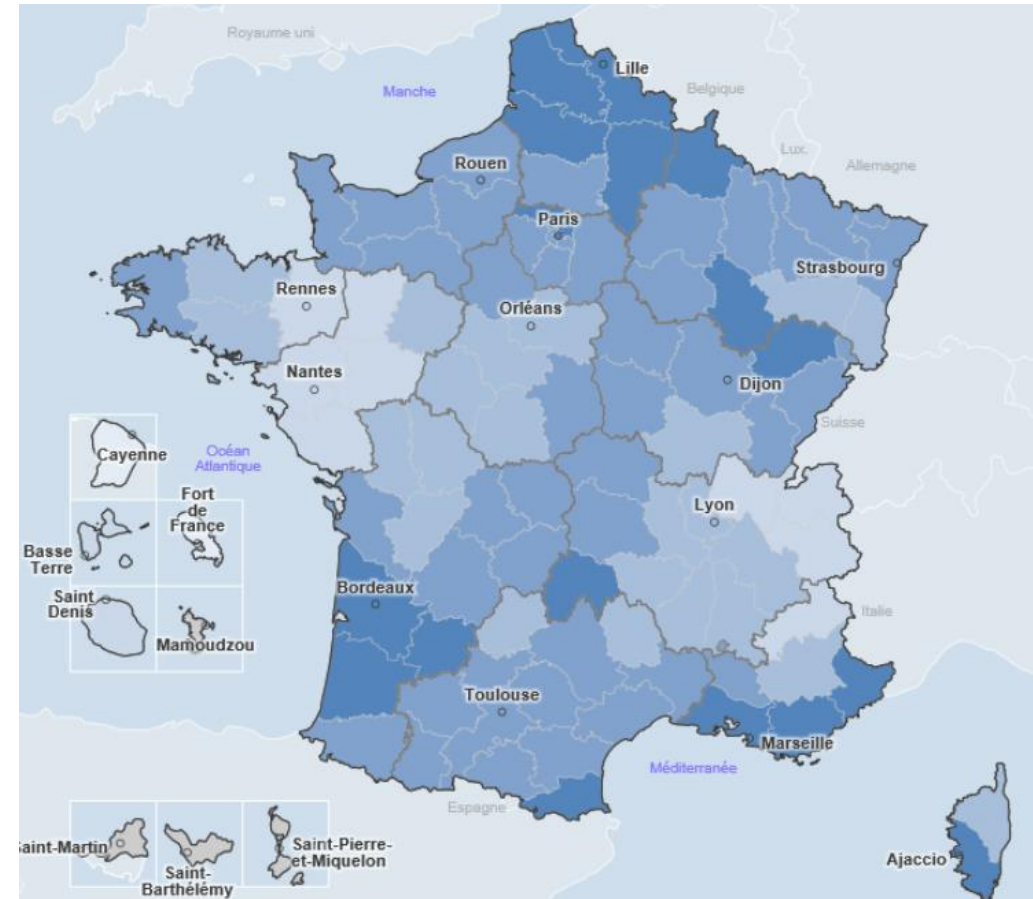 Royaume uni
Lille
Manche
Belgique
Lux.
Allemagne
Rouen
Paris
Strasbourg
Rennes
Orléans
Nantes
Dijon
Suisse
Cayenne
Océan
Atlantique
Fort
de
France
Lyon
Basse
Terre
Bordeaux
Saint
Denis
Italie
Mamoudzou
Toulouse
Marseille
Méditerranée
Espagne
Saint-Martin
Saint-
Barthélémy
Saint-Pierre-
et-Miquelon
Ajaccio